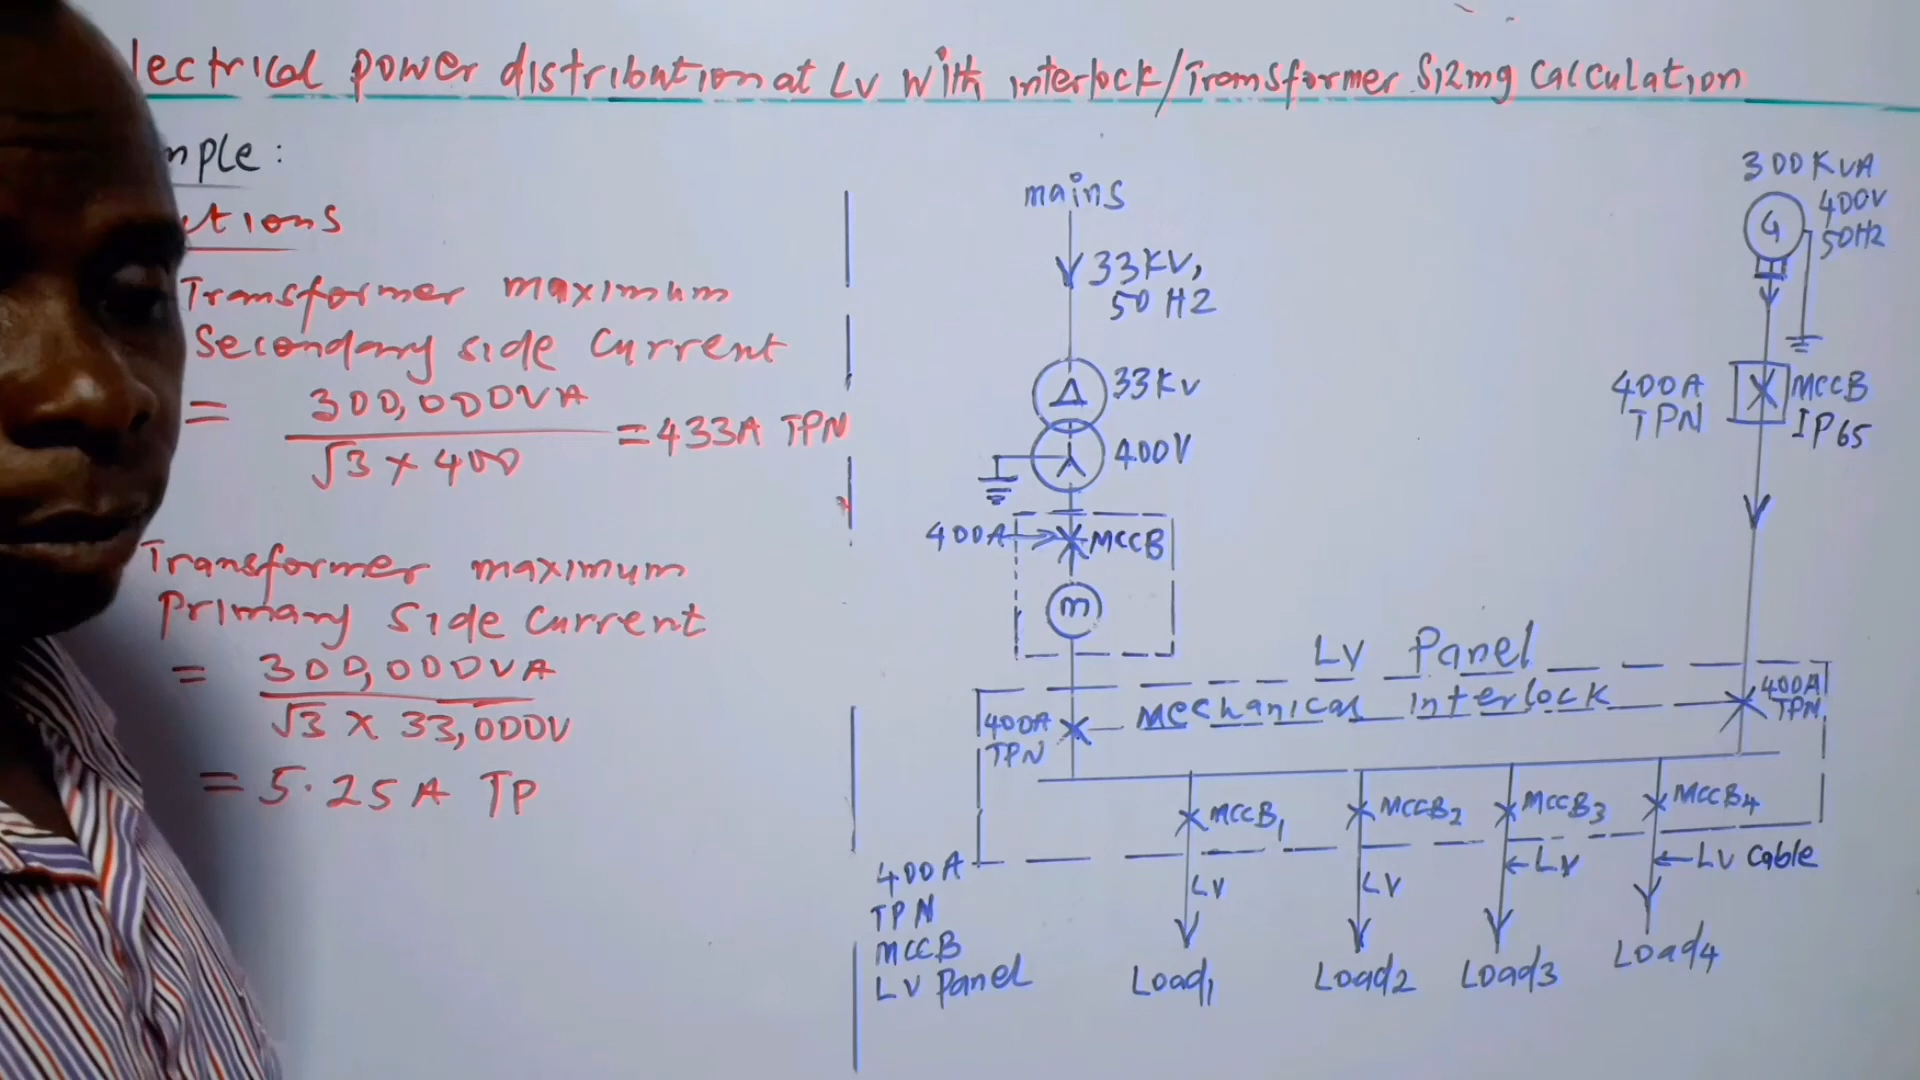 lectrical power distribution at LV with interlock/Transformer Sizing Calculation
mple:
ctions
Transformer maximum
Secondary side current
= 300,000VA
√3 × 400
= 433A TPN
Transformer maximum
Primary Side Current
= 300,000VA
√3 × 33,000V
= 5.25A TP
mains
33KV,
50HZ
Δ 33KV
400V
400A MCCB
m
300KVA
G 400V
50HZ
400A
TPN
MCCB
IP65
LV Panel
400A
TPN
Mechanical interlock
400A
TPN
MCCB1 MCCB2 MCCB3 MCCB4
LV LV LV LV Cable
Load1 Load2 Load3 Load4
400A
TPN
MCCB
LV Panel